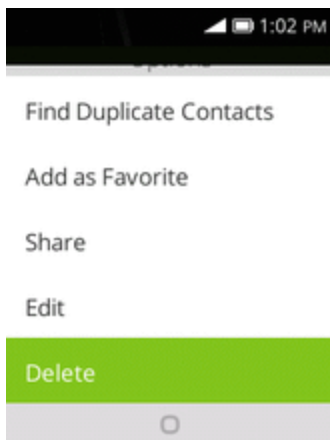 1:02 PM
Find Duplicate Contacts
Add as Favorite
Share
Edit
Delete